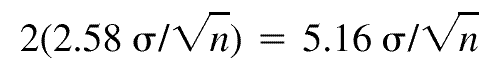 2(2.58 σ/√n) = 5.16 σ/√n